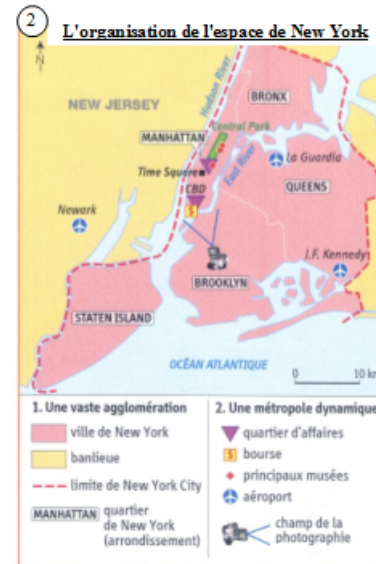 2
L'organisation de l'espace de New York
N
Hudson River
BRONX
NEW JERSEY
Central Park
MANHATTAN
East River
La Guardia
Time Square
CBD
QUEENS
Newark
$
J.F. Kennedy
BROOKLYN
STATEN ISLAND
OCÉAN ATLANTIQUE
0 10 km
1. Une vaste agglomération
ville de New York
banlieue
limite de New York City
MANHATTAN quartier
de New York
(arrondissement)
2. Une métropole dynamique
quartier d'affaires
$ bourse
principaux musées
aéroport
champ de la
photographie